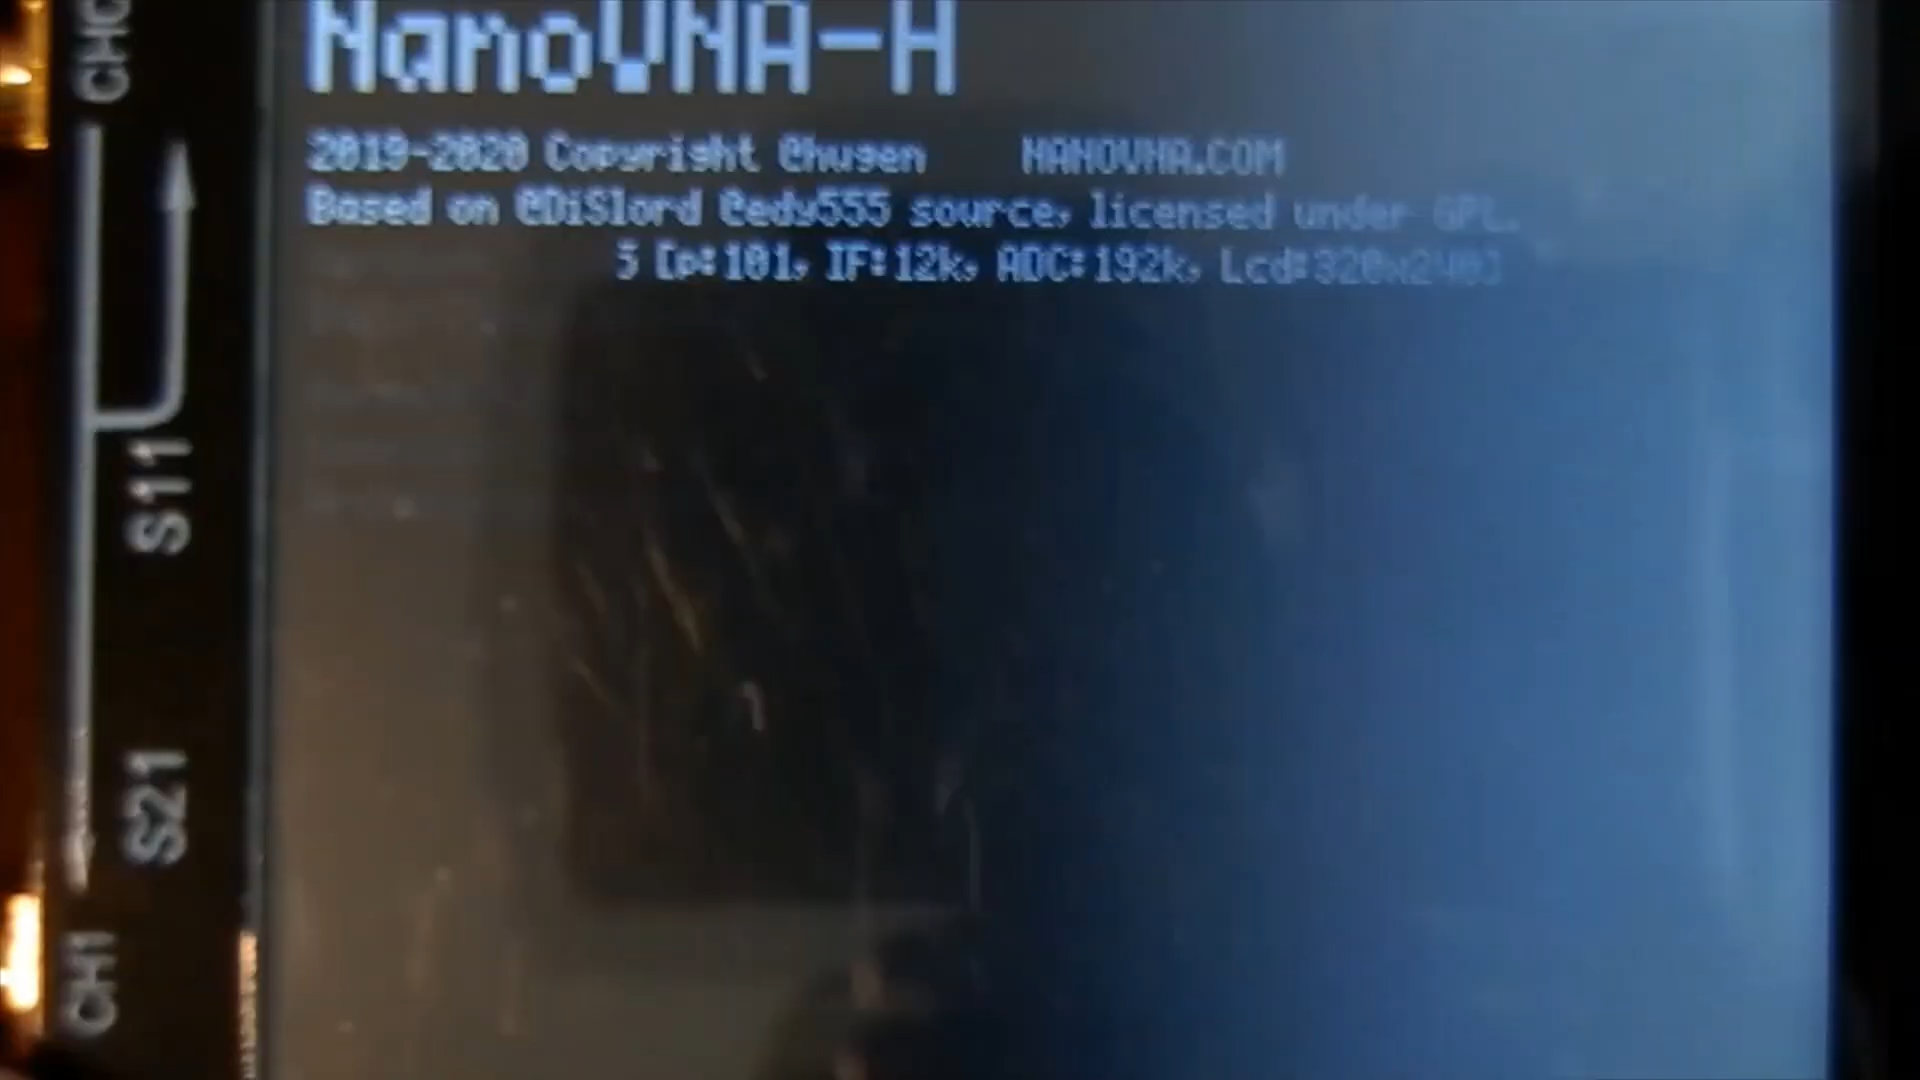 NanoVNA-H
2019-2020 Copyright @hugen NANOVNA.COM
Based on @DiSlord @edy555 source, licensed under GPL.
5 [p:101, IF:12k, ADC:192k, Lcd:320x240]
S11
S21
CH1